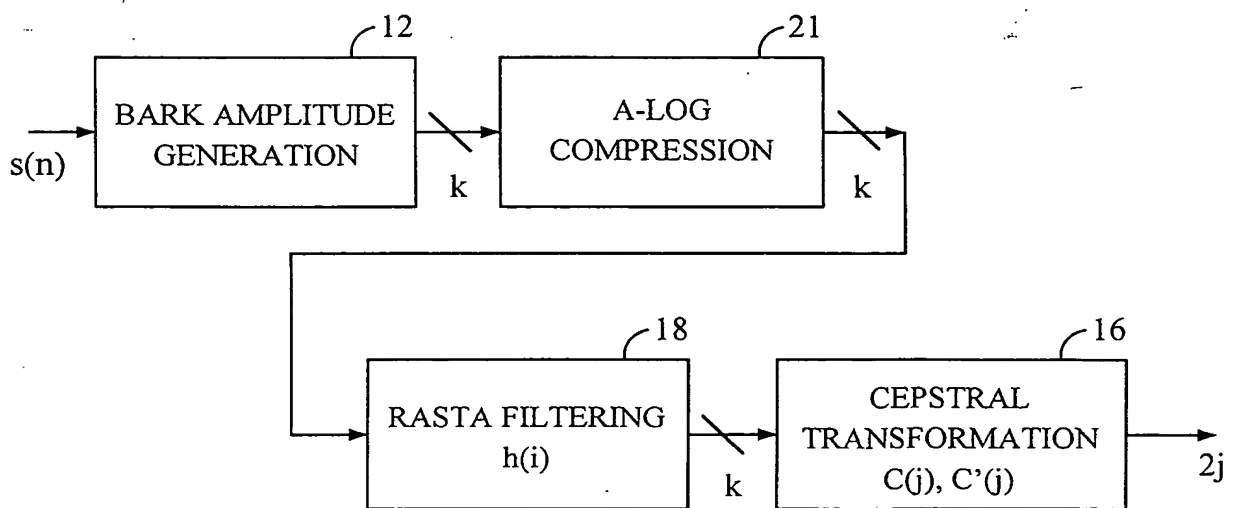 12
21
BARK AMPLITUDE
GENERATION
A-LOG
COMPRESSION
s(n)
k
k
18
16
RASTA FILTERING
h(i)
CEPSTRAL
TRANSFORMATION
C(j), C'(j)
k
2j